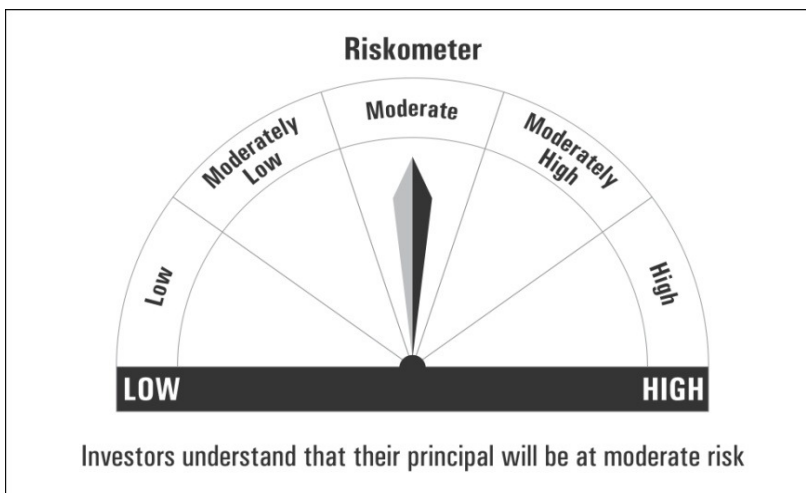 Riskometer
Moderately
Low
Moderate
Moderately
High
Low
High
LOW
HIGH
Investors understand that their principal will be at moderate risk